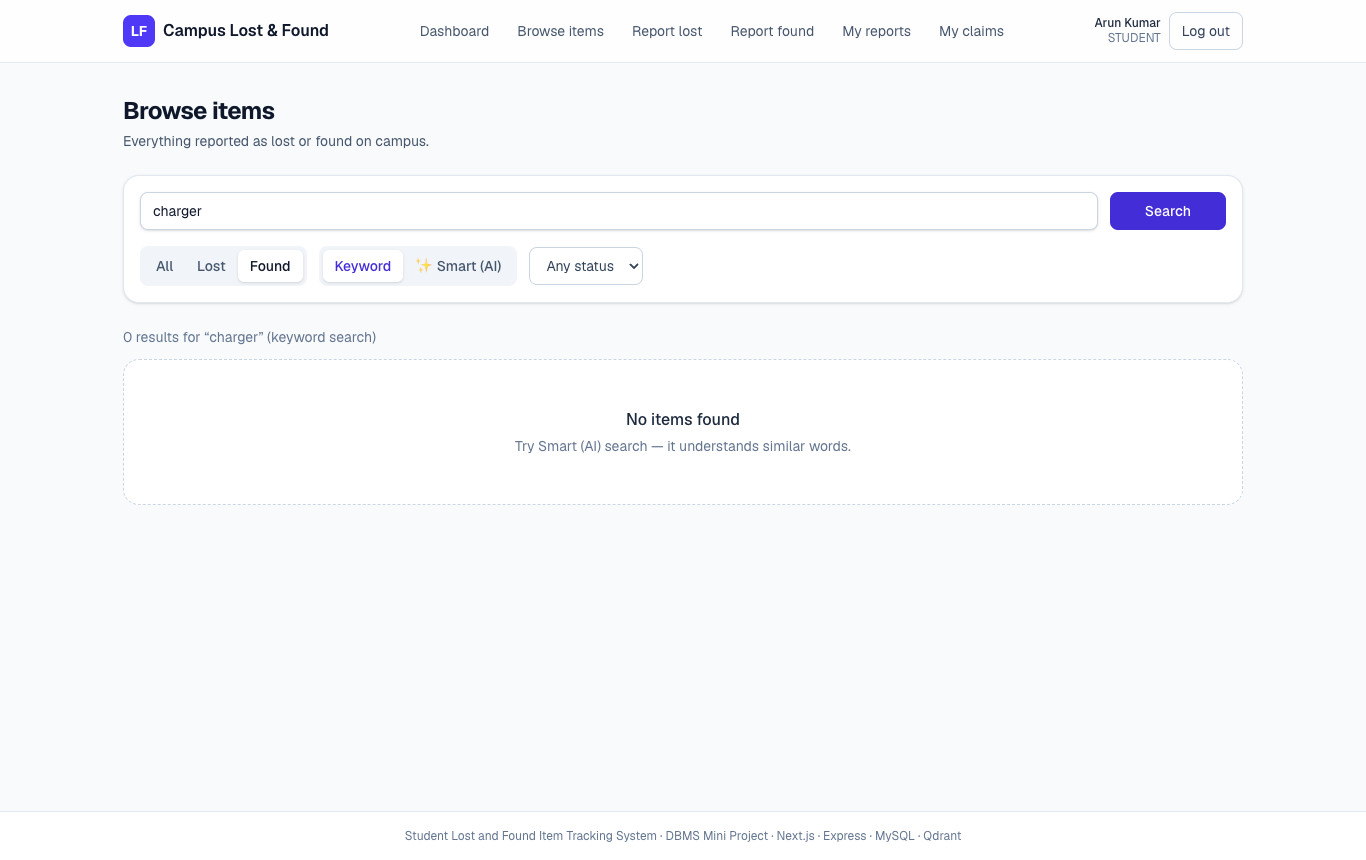 LF Campus Lost & Found Dashboard Browse items Report lost Report found My reports My claims Arun Kumar STUDENT Log out
Browse items
Everything reported as lost or found on campus.
charger Search
All Lost Found Keyword ✨ Smart (AI) Any status
0 results for “charger” (keyword search)
No items found
Try Smart (AI) search — it understands similar words.
Student Lost and Found Item Tracking System · DBMS Mini Project · Next.js · Express · MySQL · Qdrant